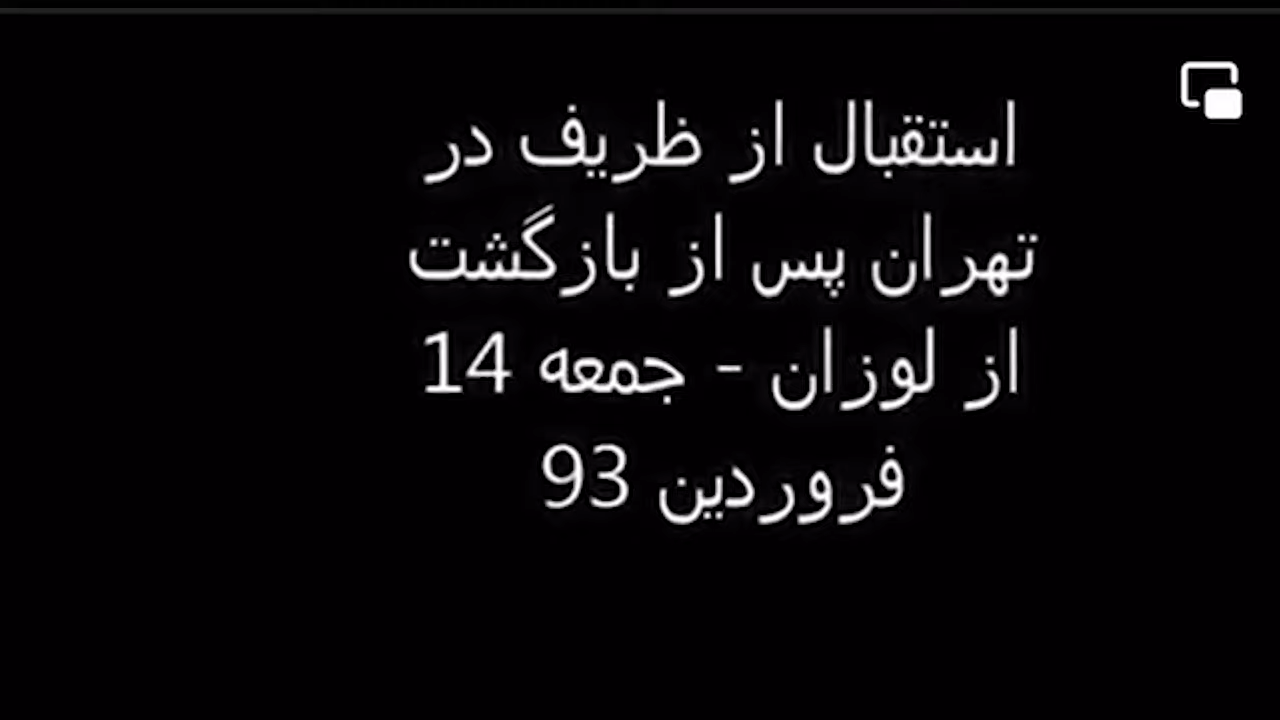 استقبال از ظریف در
تهران پس از بازگشت
از لوزان - جمعه 14
فروردین 93